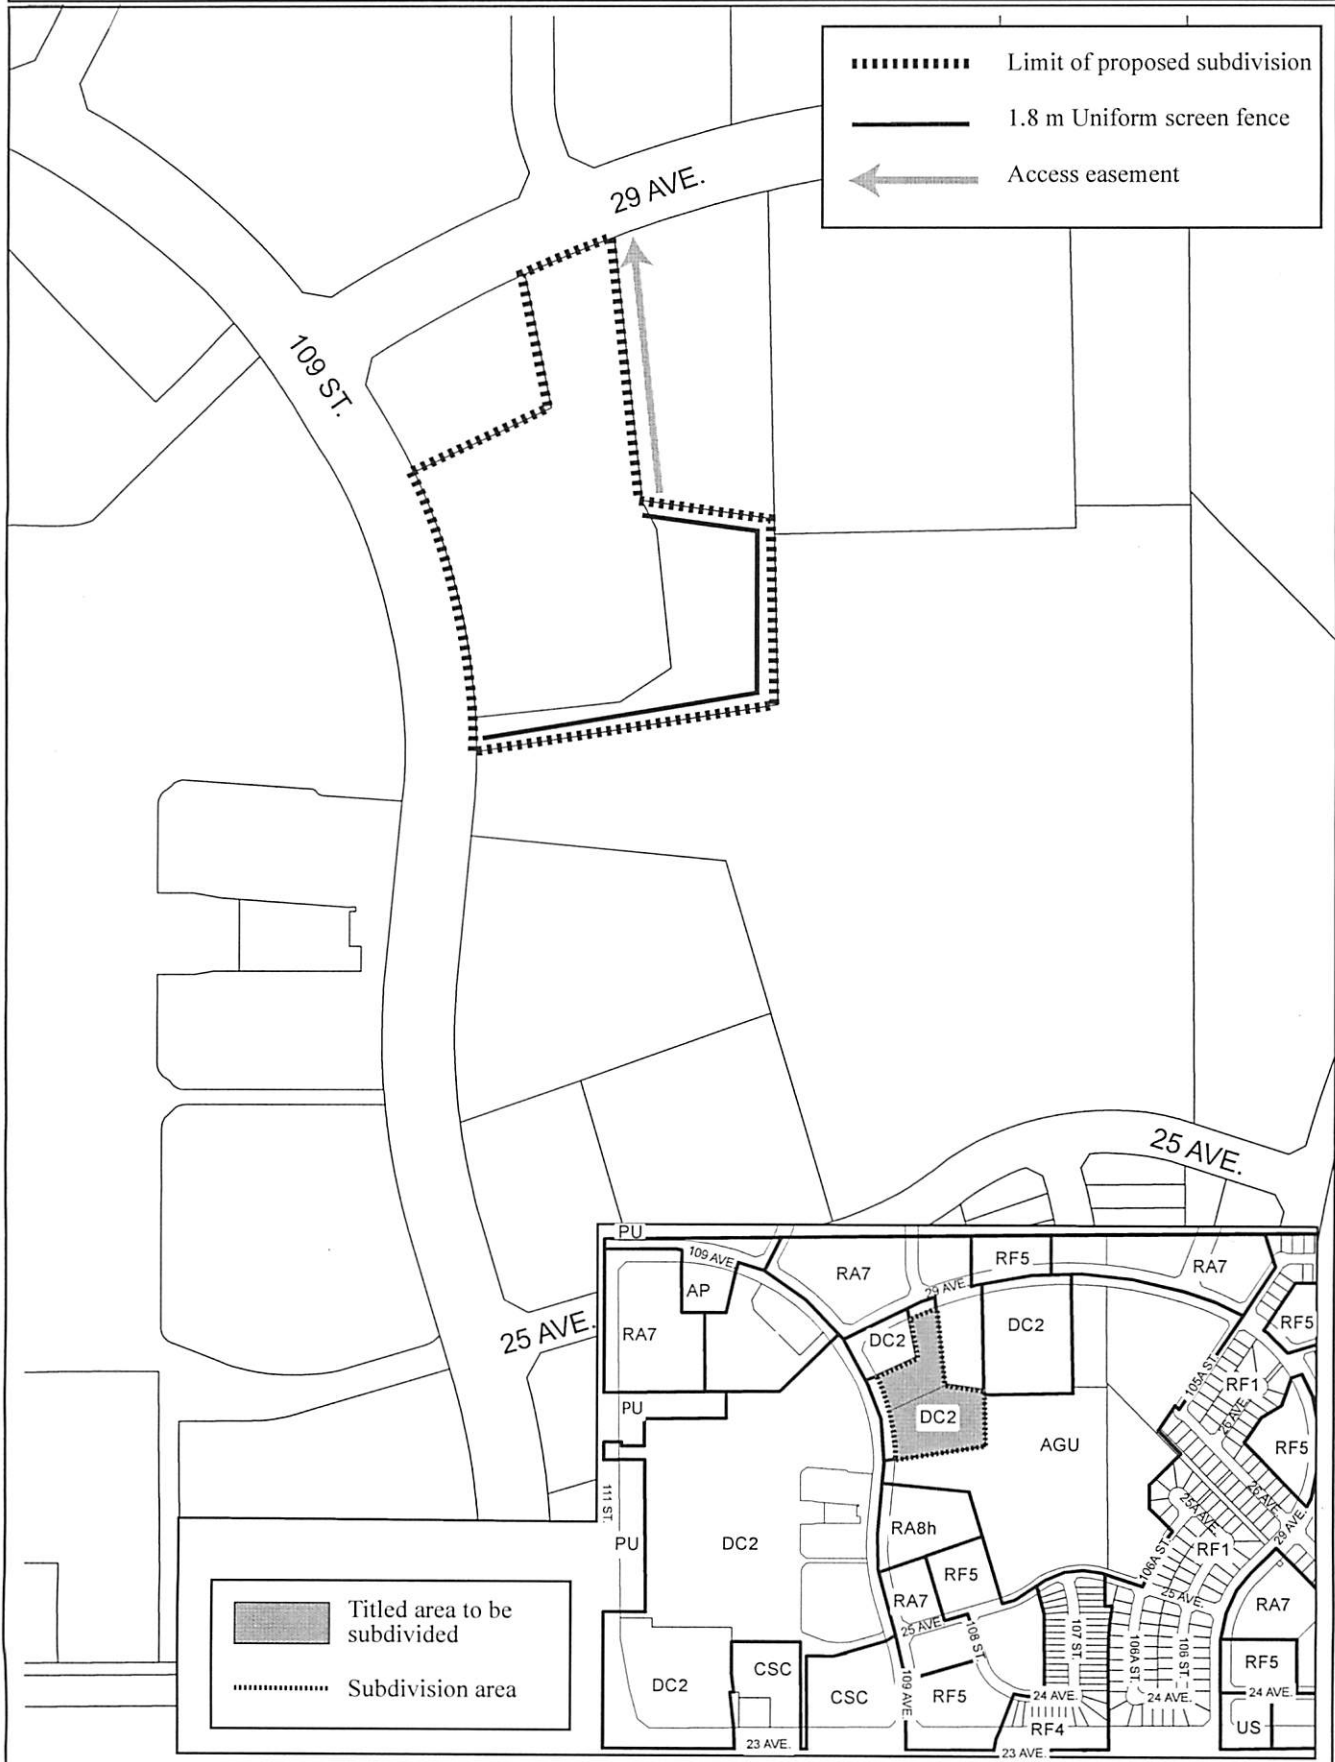 Limit of proposed subdivision
1.8 m Uniform screen fence
Access easement
29 AVE.
109 ST.
25 AVE.
25 AVE.
PU
109 AVE.
AP
RA7
RF5
RA7
29 AVE.
RA7
DC2
DC2
RF5
105A ST.
RF1
26 AVE.
PU
DC2
AGU
RF5
111 ST.
26 AVE.
25A AVE.
29 AVE.
PU
DC2
RA8h
106A ST.
RF1
RF5
RA7
25 AVE.
RA7
25 AVE.
108 ST.
107 ST.
106A ST.
106 ST.
RF5
DC2
CSC
CSC
109 AVE.
RF5
24 AVE.
24 AVE.
24 AVE.
RF4
US
23 AVE.
23 AVE.
Titled area to be
subdivided
Subdivision area